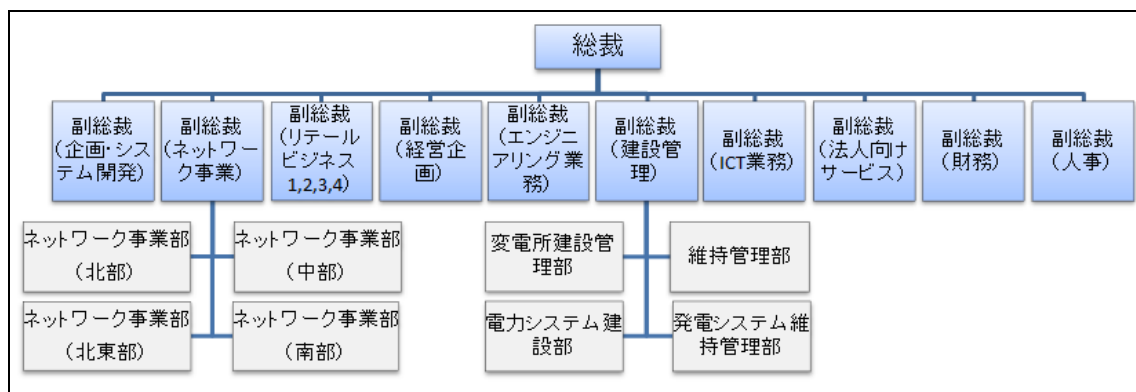 総裁
副総裁
(企画・シス
テム開発)
副総裁
(ネットワー
ク事業)
副総裁
(リテール
ビジネス
1,2,3,4)
副総裁
(経営企
画)
副総裁
(エンジニ
アリング業
務)
副総裁
(建設管
理)
副総裁
(ICT業務)
副総裁
(法人向け
サービス)
副総裁
(財務)
副総裁
(人事)
ネットワーク事業部
(北部)
ネットワーク事業部
(中部)
ネットワーク事業部
(北東部)
ネットワーク事業部
(南部)
変電所建設管
理部
維持管理部
電力システム建
設部
発電システム維
持管理部